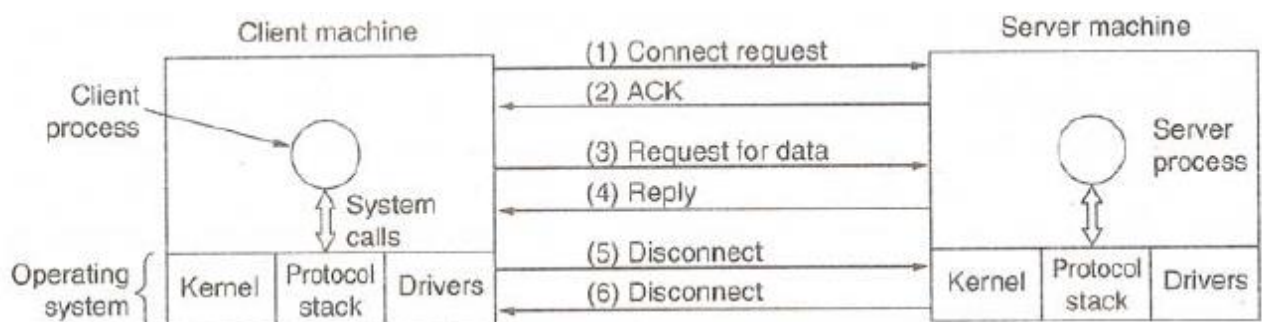 Client machine
Server machine
(1) Connect request
(2) ACK
Client
process
(3) Request for data
Server
process
(4) Reply
System
calls
(5) Disconnect
Operating
system
Kernel
Protocol
stack
Drivers
(6) Disconnect
Kernel
Protocol
stack
Drivers